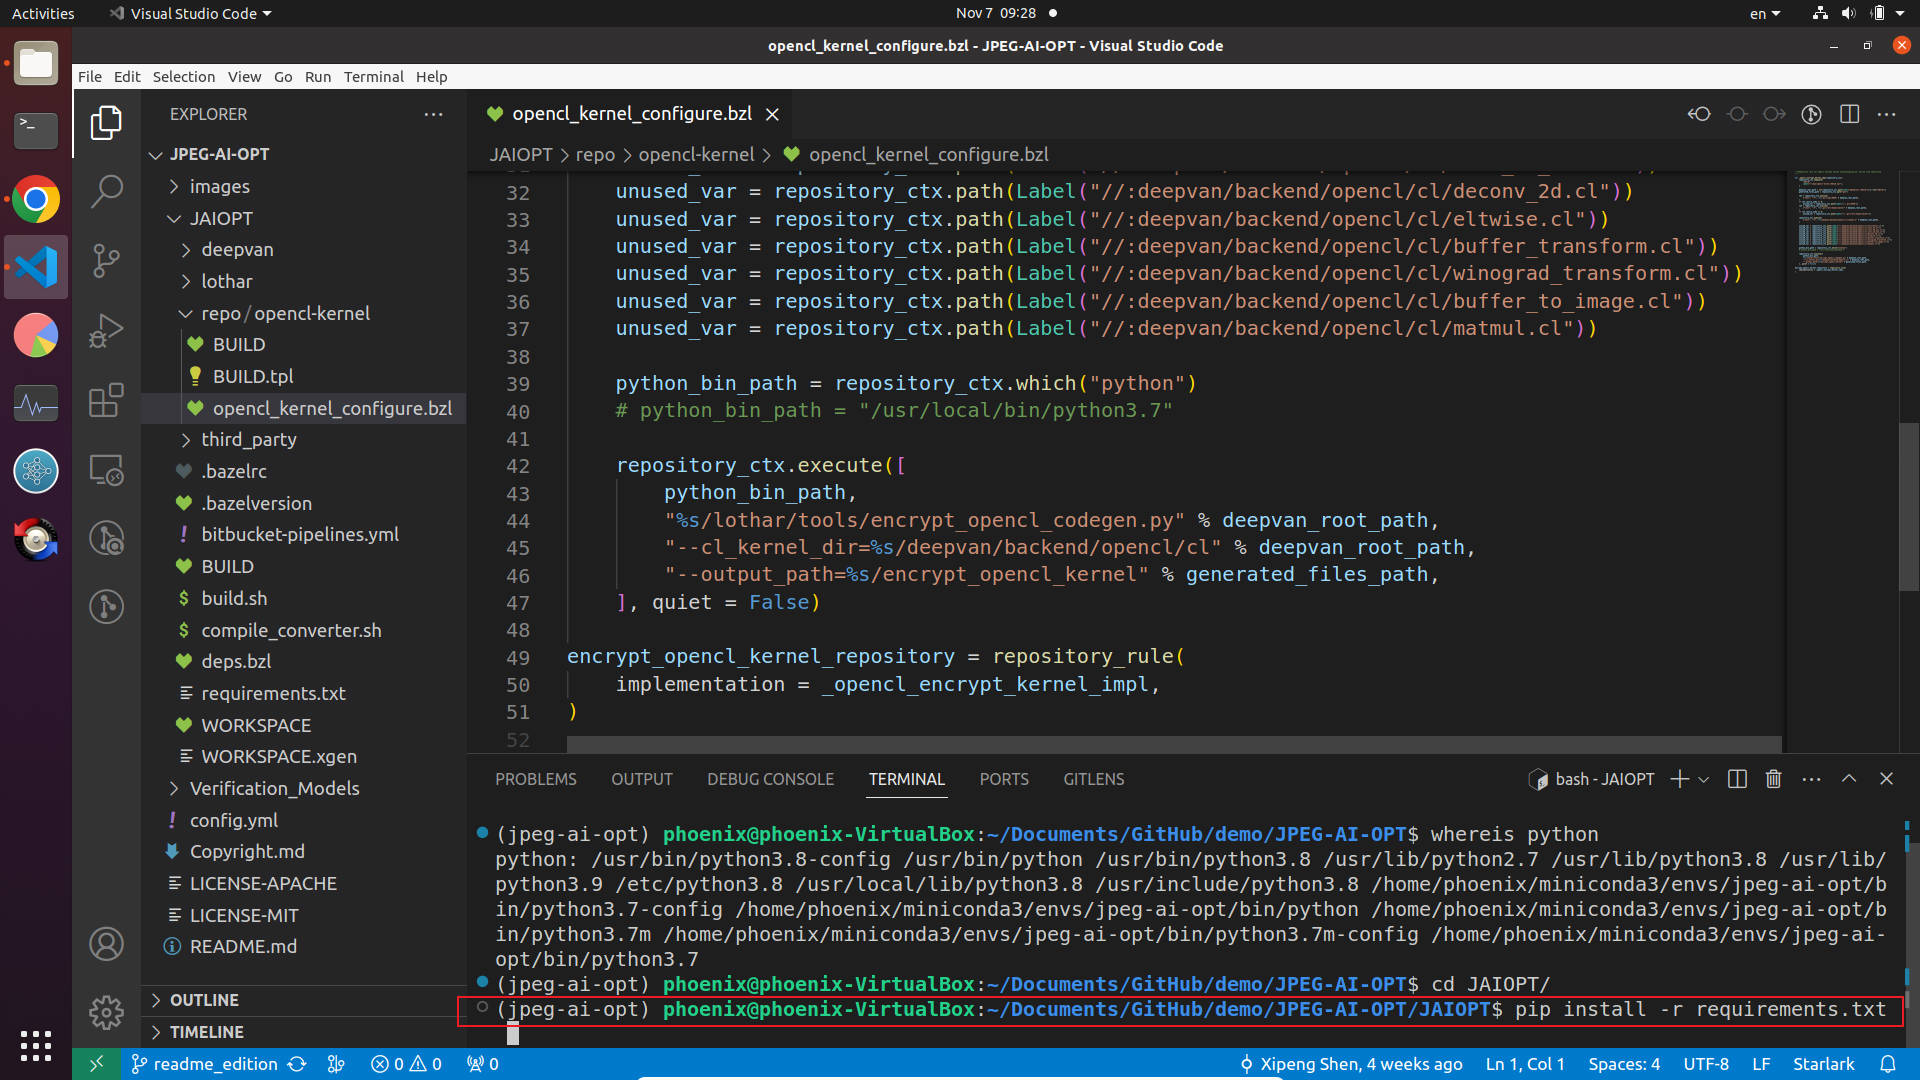 Activities
Visual Studio Code
Nov 7 09:28
en
opencl_kernel_configure.bzl - JPEG-AI-OPT - Visual Studio Code
File Edit Selection View Go Run Terminal Help
EXPLORER
JPEG-AI-OPT
images
JAIOPT
deepvan
lothar
repo / opencl-kernel
BUILD
BUILD.tpl
opencl_kernel_configure.bzl
third_party
.bazelrc
.bazelversion
bitbucket-pipelines.yml
BUILD
build.sh
compile_converter.sh
deps.bzl
requirements.txt
WORKSPACE
WORKSPACE.xgen
Verification_Models
config.yml
Copyright.md
LICENSE-APACHE
LICENSE-MIT
README.md
OUTLINE
TIMELINE
opencl_kernel_configure.bzl
JAIOPT > repo > opencl-kernel > opencl_kernel_configure.bzl
32 unused_var = repository_ctx.path(Label("//:deepvan/backend/opencl/cl/deconv_2d.cl"))
33 unused_var = repository_ctx.path(Label("//:deepvan/backend/opencl/cl/eltwise.cl"))
34 unused_var = repository_ctx.path(Label("//:deepvan/backend/opencl/cl/buffer_transform.cl"))
35 unused_var = repository_ctx.path(Label("//:deepvan/backend/opencl/cl/winograd_transform.cl"))
36 unused_var = repository_ctx.path(Label("//:deepvan/backend/opencl/cl/buffer_to_image.cl"))
37 unused_var = repository_ctx.path(Label("//:deepvan/backend/opencl/cl/matmul.cl"))
38
39 python_bin_path = repository_ctx.which("python")
40 # python_bin_path = "/usr/local/bin/python3.7"
41
42 repository_ctx.execute([
43 python_bin_path,
44 "%s/lothar/tools/encrypt_opencl_codegen.py" % deepvan_root_path,
45 "--cl_kernel_dir=%s/deepvan/backend/opencl/cl" % deepvan_root_path,
46 "--output_path=%s/encrypt_opencl_kernel" % generated_files_path,
47 ], quiet = False)
48
49 encrypt_opencl_kernel_repository = repository_rule(
50 implementation = _opencl_encrypt_kernel_impl,
51 )
52
PROBLEMS OUTPUT DEBUG CONSOLE TERMINAL PORTS GITLENS
bash - JAIOPT
(jpeg-ai-opt) phoenix@phoenix-VirtualBox:~/Documents/GitHub/demo/JPEG-AI-OPT$ whereis python
python: /usr/bin/python3.8-config /usr/bin/python /usr/bin/python3.8 /usr/lib/python2.7 /usr/lib/python3.8 /usr/lib/
python3.9 /etc/python3.8 /usr/local/lib/python3.8 /usr/include/python3.8 /home/phoenix/miniconda3/envs/jpeg-ai-opt/b
in/python3.7-config /home/phoenix/miniconda3/envs/jpeg-ai-opt/bin/python /home/phoenix/miniconda3/envs/jpeg-ai-opt/b
in/python3.7m /home/phoenix/miniconda3/envs/jpeg-ai-opt/bin/python3.7m-config /home/phoenix/miniconda3/envs/jpeg-ai-
opt/bin/python3.7
(jpeg-ai-opt) phoenix@phoenix-VirtualBox:~/Documents/GitHub/demo/JPEG-AI-OPT$ cd JAIOPT/
(jpeg-ai-opt) phoenix@phoenix-VirtualBox:~/Documents/GitHub/demo/JPEG-AI-OPT/JAIOPT$ pip install -r requirements.txt
readme_edition 0 0 0
Xipeng Shen, 4 weeks ago Ln 1, Col 1 Spaces: 4 UTF-8 LF Starlark